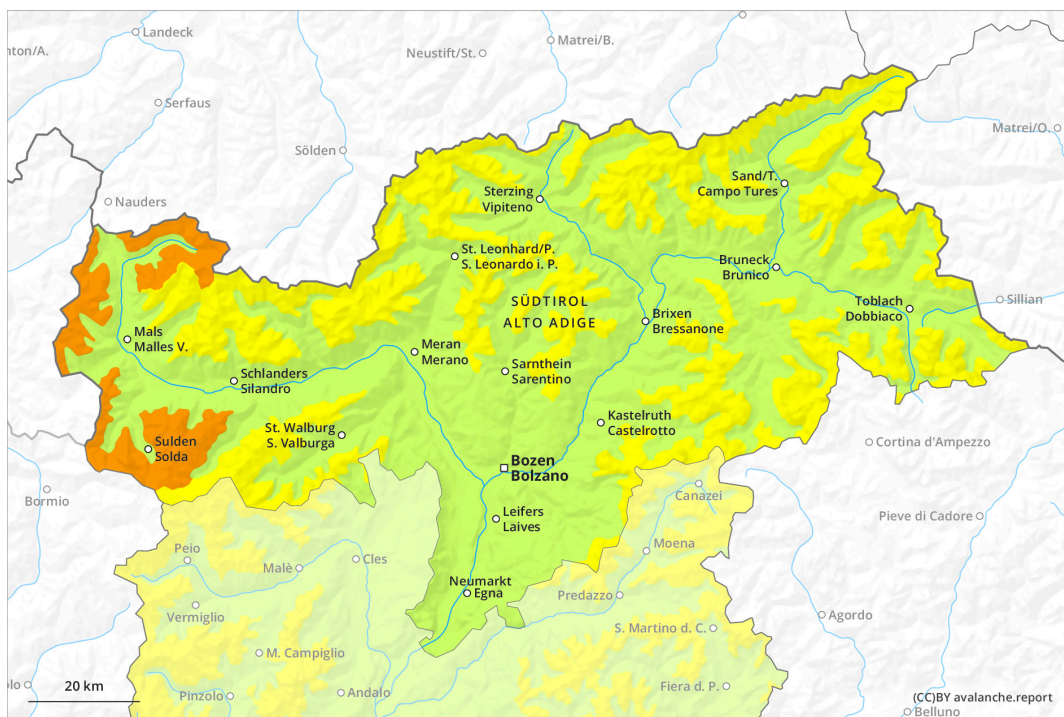 Landeck
nton/A.
Neustift/St.
Matrei/B.
Serfaus
Sölden
Matrei/O.
Nauders
Sterzing
Vipiteno
Sand/T.
Campo Tures
St. Leonhard/P.
S. Leonardo i. P.
Bruneck
Brunico
SÜDTIROL
ALTO ADIGE
Toblach
Dobbiaco
Sillian
Brixen
Bressanone
Mals
Malles V.
Meran
Merano
Sarnthein
Sarentino
Schlanders
Silandro
St. Walburg
S. Valburga
Kastelruth
Castelrotto
Sulden
Solda
Cortina d'Ampezzo
Bozen
Bolzano
Bormio
Canazei
Leifers
Laives
Pieve di Cadore
Moena
Peio
Cles
Malè
Neumarkt
Egna
Predazzo
Vermiglio
Agordo
S. Martino d. C.
M. Campiglio
olo
20 km
Pinzolo
Andalo
Fiera d. P.
(CC)BY avalanche.report
Belluno